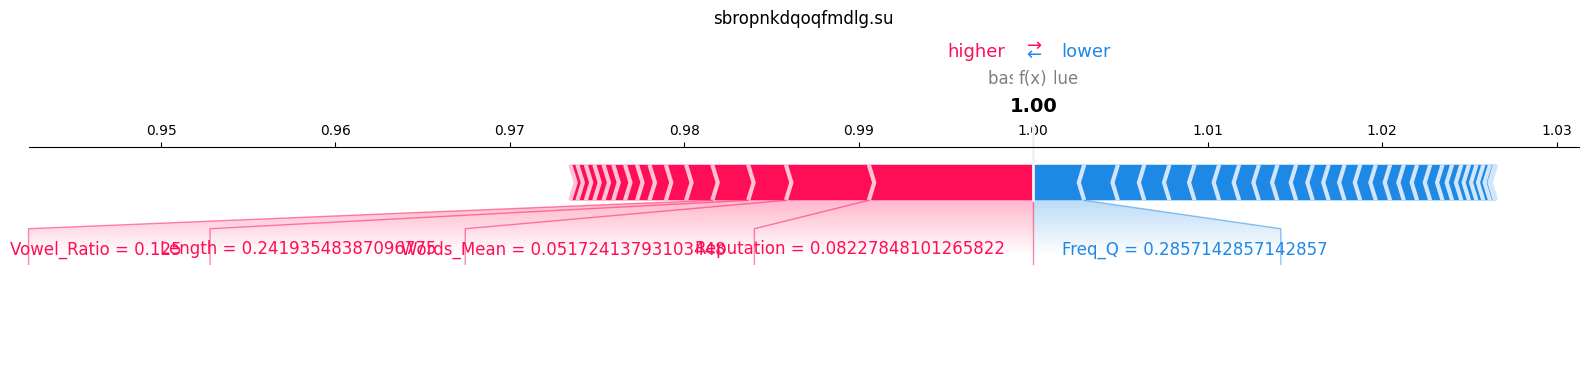 sbropnkdqoqfmdlg.su
higher → ← lower
bas f(x) lue
1.00
0.95 0.96 0.97 0.98 0.99 1.00 1.01 1.02 1.03
Vowel_Ratio = 0.125 Length = 0.24193548387096775 Words_Mean = 0.05172413793103448 Reputation = 0.08227848101265822 Freq_Q = 0.2857142857142857